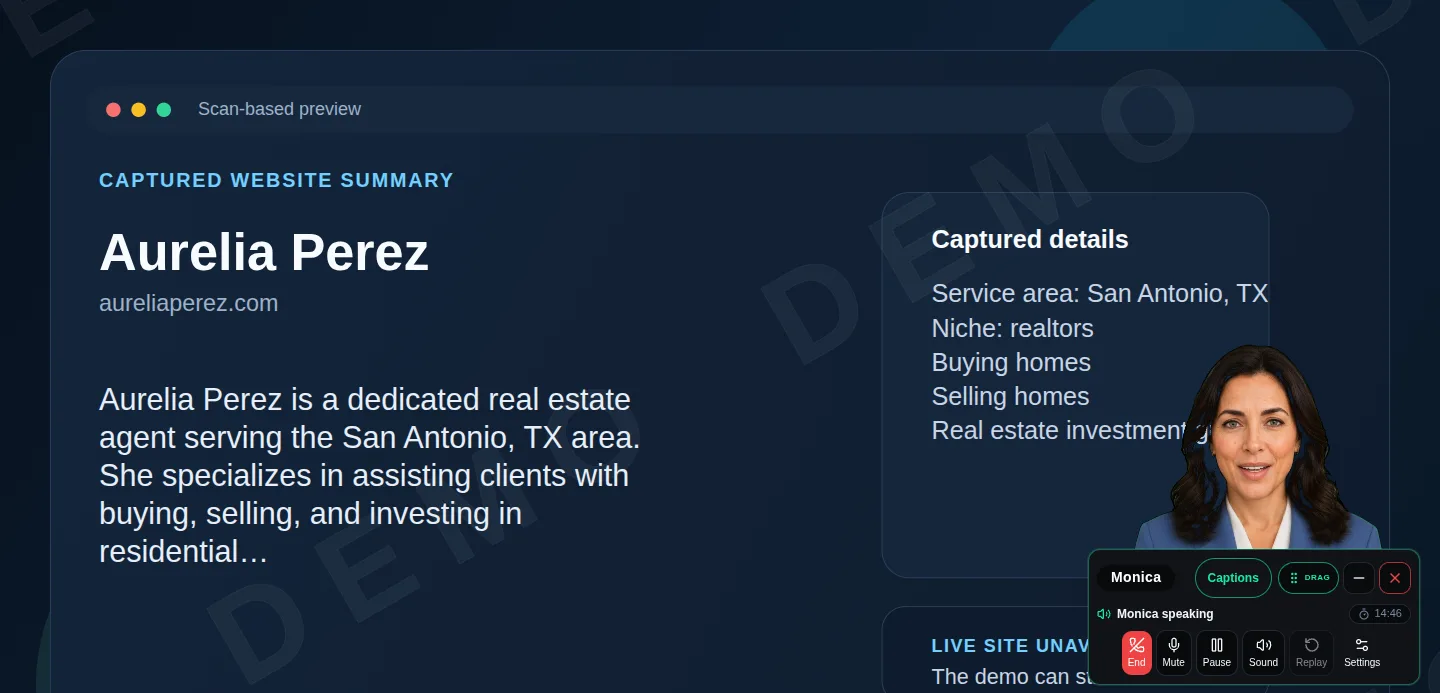 Scan-based preview
CAPTURED WEBSITE SUMMARY
Aurelia Perez
aureliaperez.com
Aurelia Perez is a dedicated real estate
agent serving the San Antonio, TX area.
She specializes in assisting clients with
buying, selling, and investing in
residential…
Captured details
Service area: San Antonio, TX
Niche: realtors
Buying homes
Selling homes
Real estate investment
LIVE SITE
The demo can
Monica
Captions
DRAG
Monica speaking
14:46
End
Mute
Pause
Sound
Replay
Settings
DEMO
DEMO